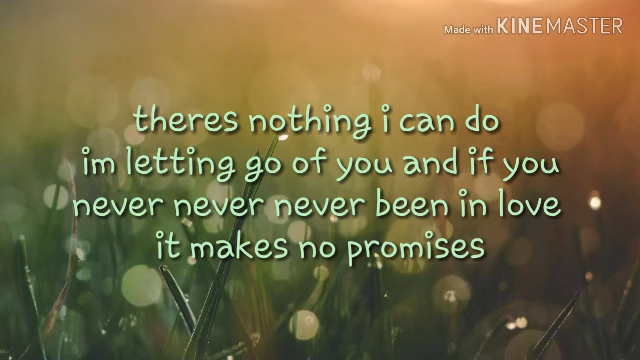 Made with KINEMASTER
theres nothing i can do
im letting go of you and if you
never never never been in love
it makes no promises